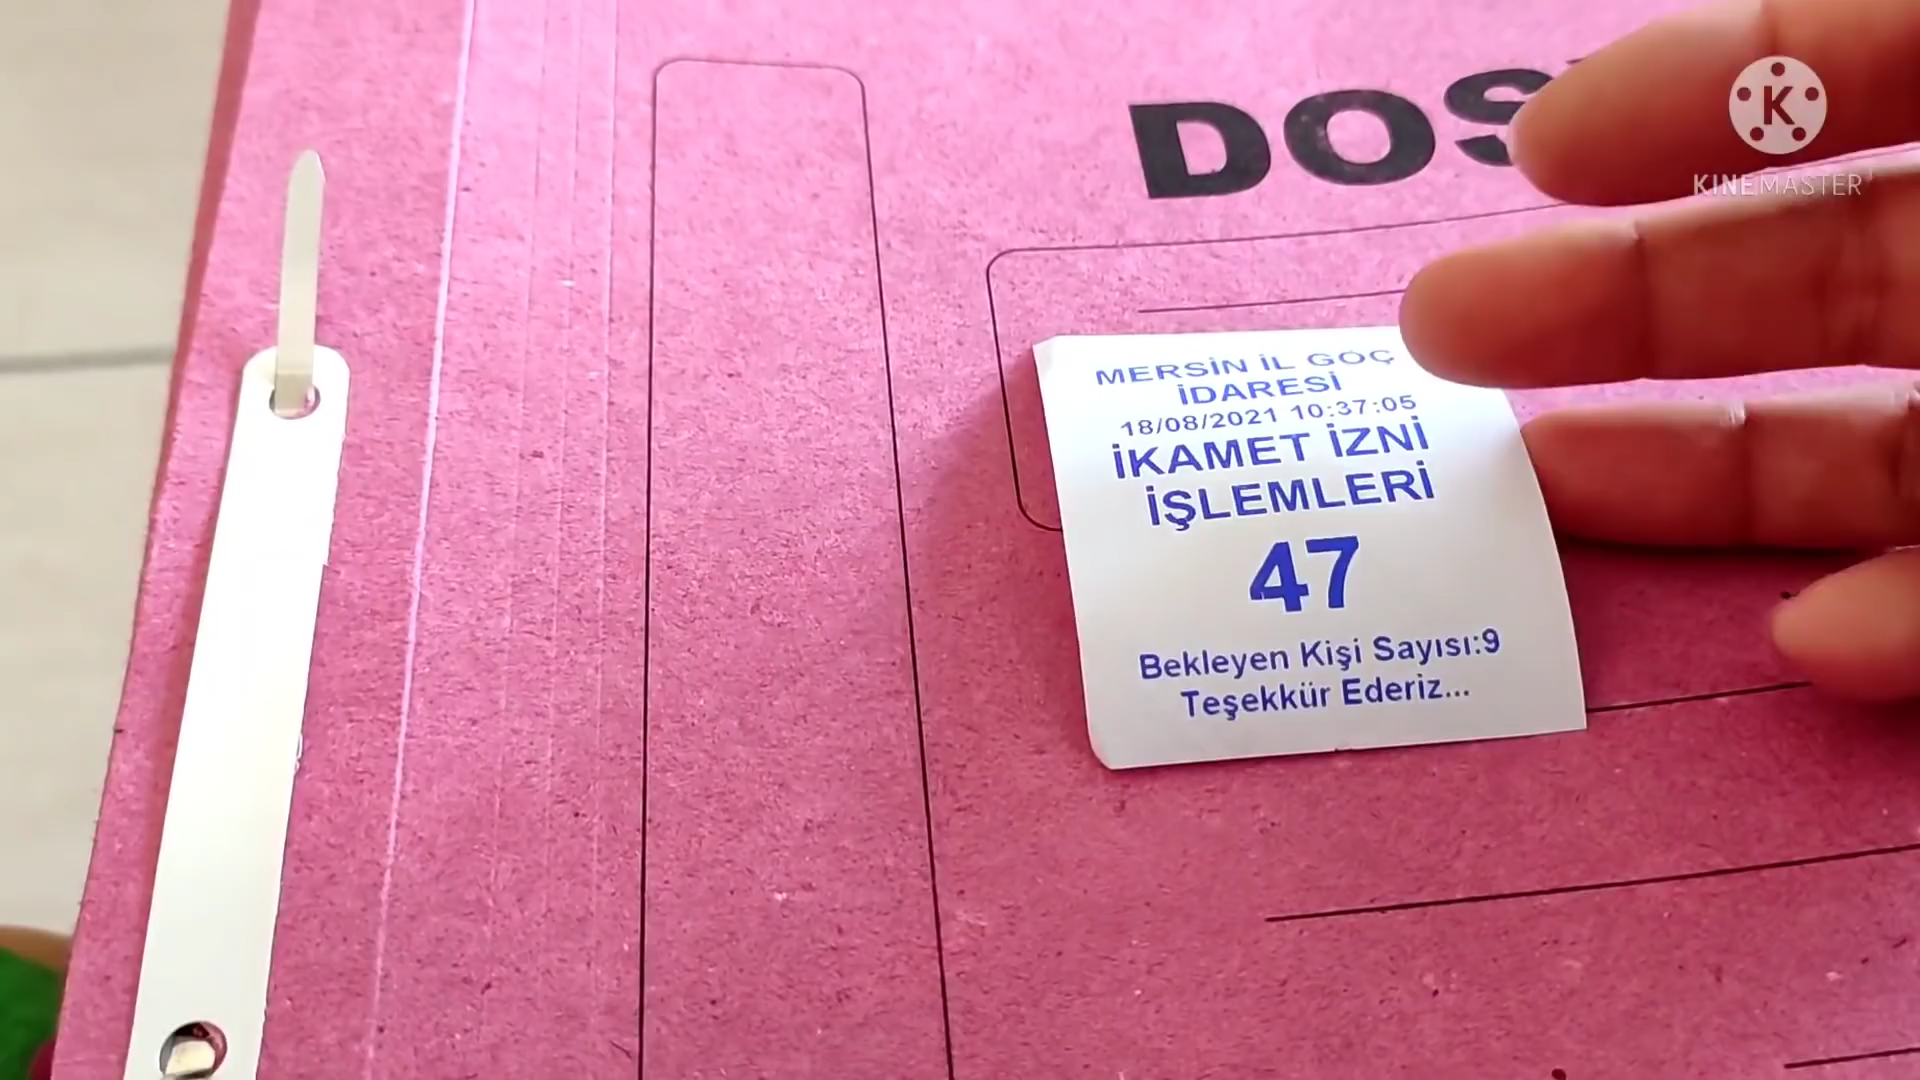 DOS
K
KINEMASTER
MERSİN İL GÖÇ
İDARESİ
18/08/2021 10:37:05
İKAMET İZNİ
İŞLEMLERİ
47
Bekleyen Kişi Sayısı:9
Teşekkür Ederiz...